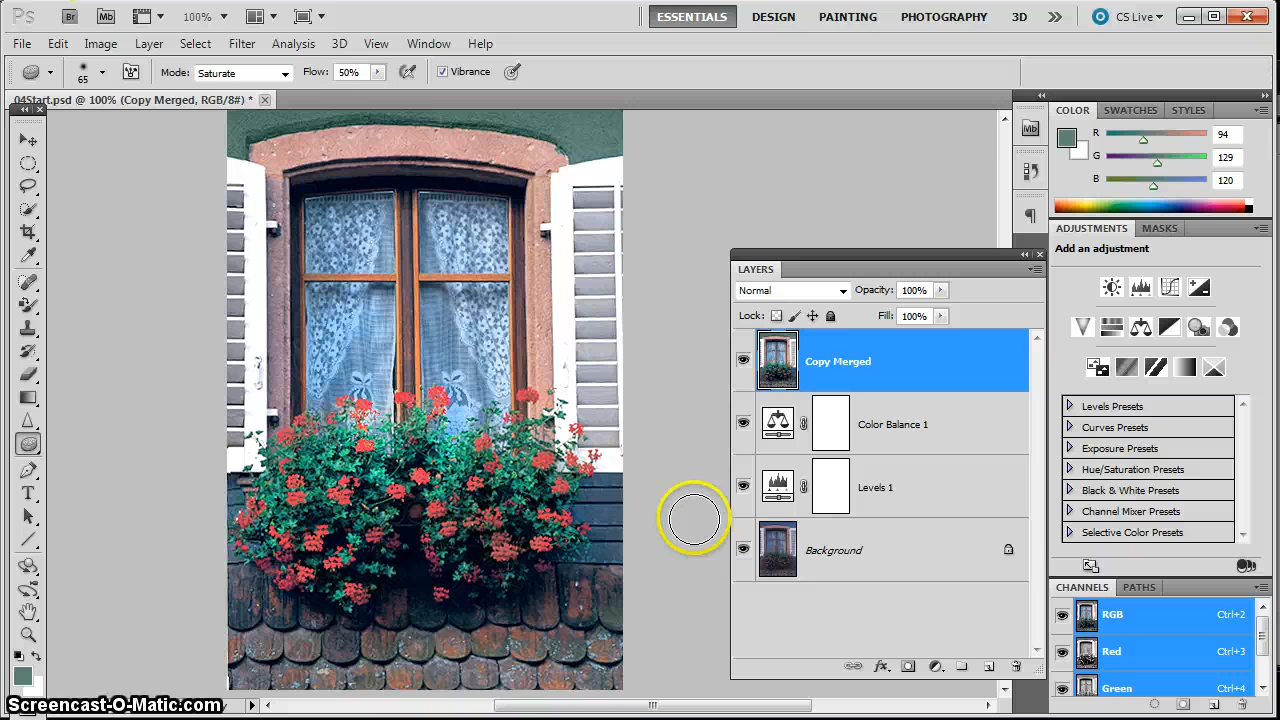 Ps Br Mb 100% ESSENTIALS DESIGN PAINTING PHOTOGRAPHY 3D CS Live
File Edit Image Layer Select Filter Analysis 3D View Window Help
65 Mode: Saturate Flow: 50% Vibrance
04Start.psd @ 100% (Copy Merged, RGB/8#) *
Mb
COLOR SWATCHES STYLES
R 94
G 129
B 120
ADJUSTMENTS MASKS
Add an adjustment
Levels Presets
Curves Presets
Exposure Presets
Hue/Saturation Presets
Black & White Presets
Channel Mixer Presets
Selective Color Presets
LAYERS
Normal Opacity: 100%
Lock: Fill: 100%
Copy Merged
Color Balance 1
Levels 1
Background
CHANNELS PATHS
RGB Ctrl+2
Red Ctrl+3
Green Ctrl+4
Screencast-O-Matic.com